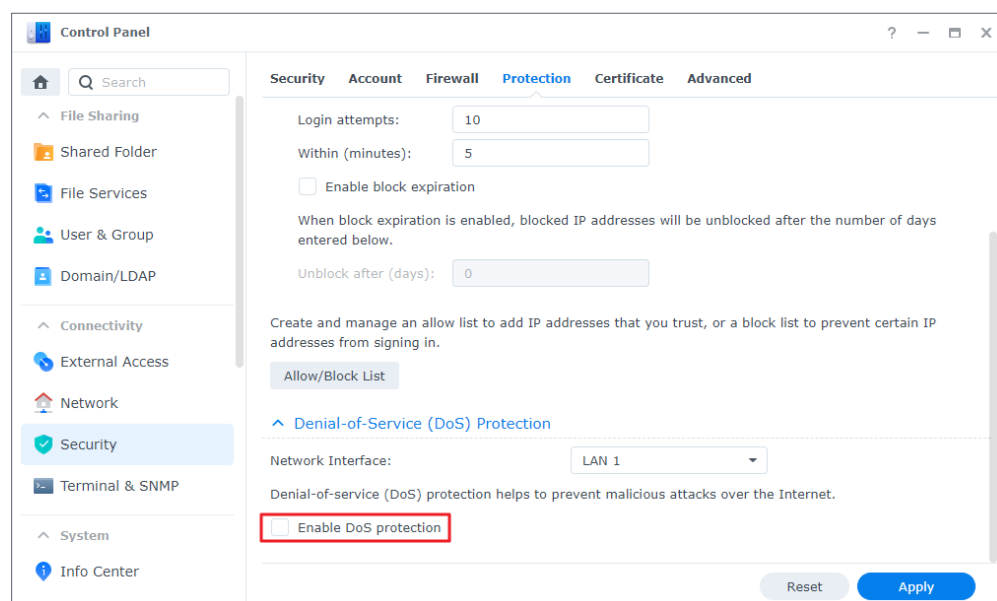 Control Panel
?
Search
Security Account Firewall Protection Certificate Advanced
File Sharing
Shared Folder
File Services
User & Group
Domain/LDAP
Connectivity
External Access
Network
Security
Terminal & SNMP
System
Info Center
Login attempts: 10
Within (minutes): 5
Enable block expiration
When block expiration is enabled, blocked IP addresses will be unblocked after the number of days
entered below.
Unblock after (days): 0
Create and manage an allow list to add IP addresses that you trust, or a block list to prevent certain IP
addresses from signing in.
Allow/Block List
Denial-of-Service (DoS) Protection
Network Interface: LAN 1
Denial-of-service (DoS) protection helps to prevent malicious attacks over the Internet.
Enable DoS protection
Reset Apply